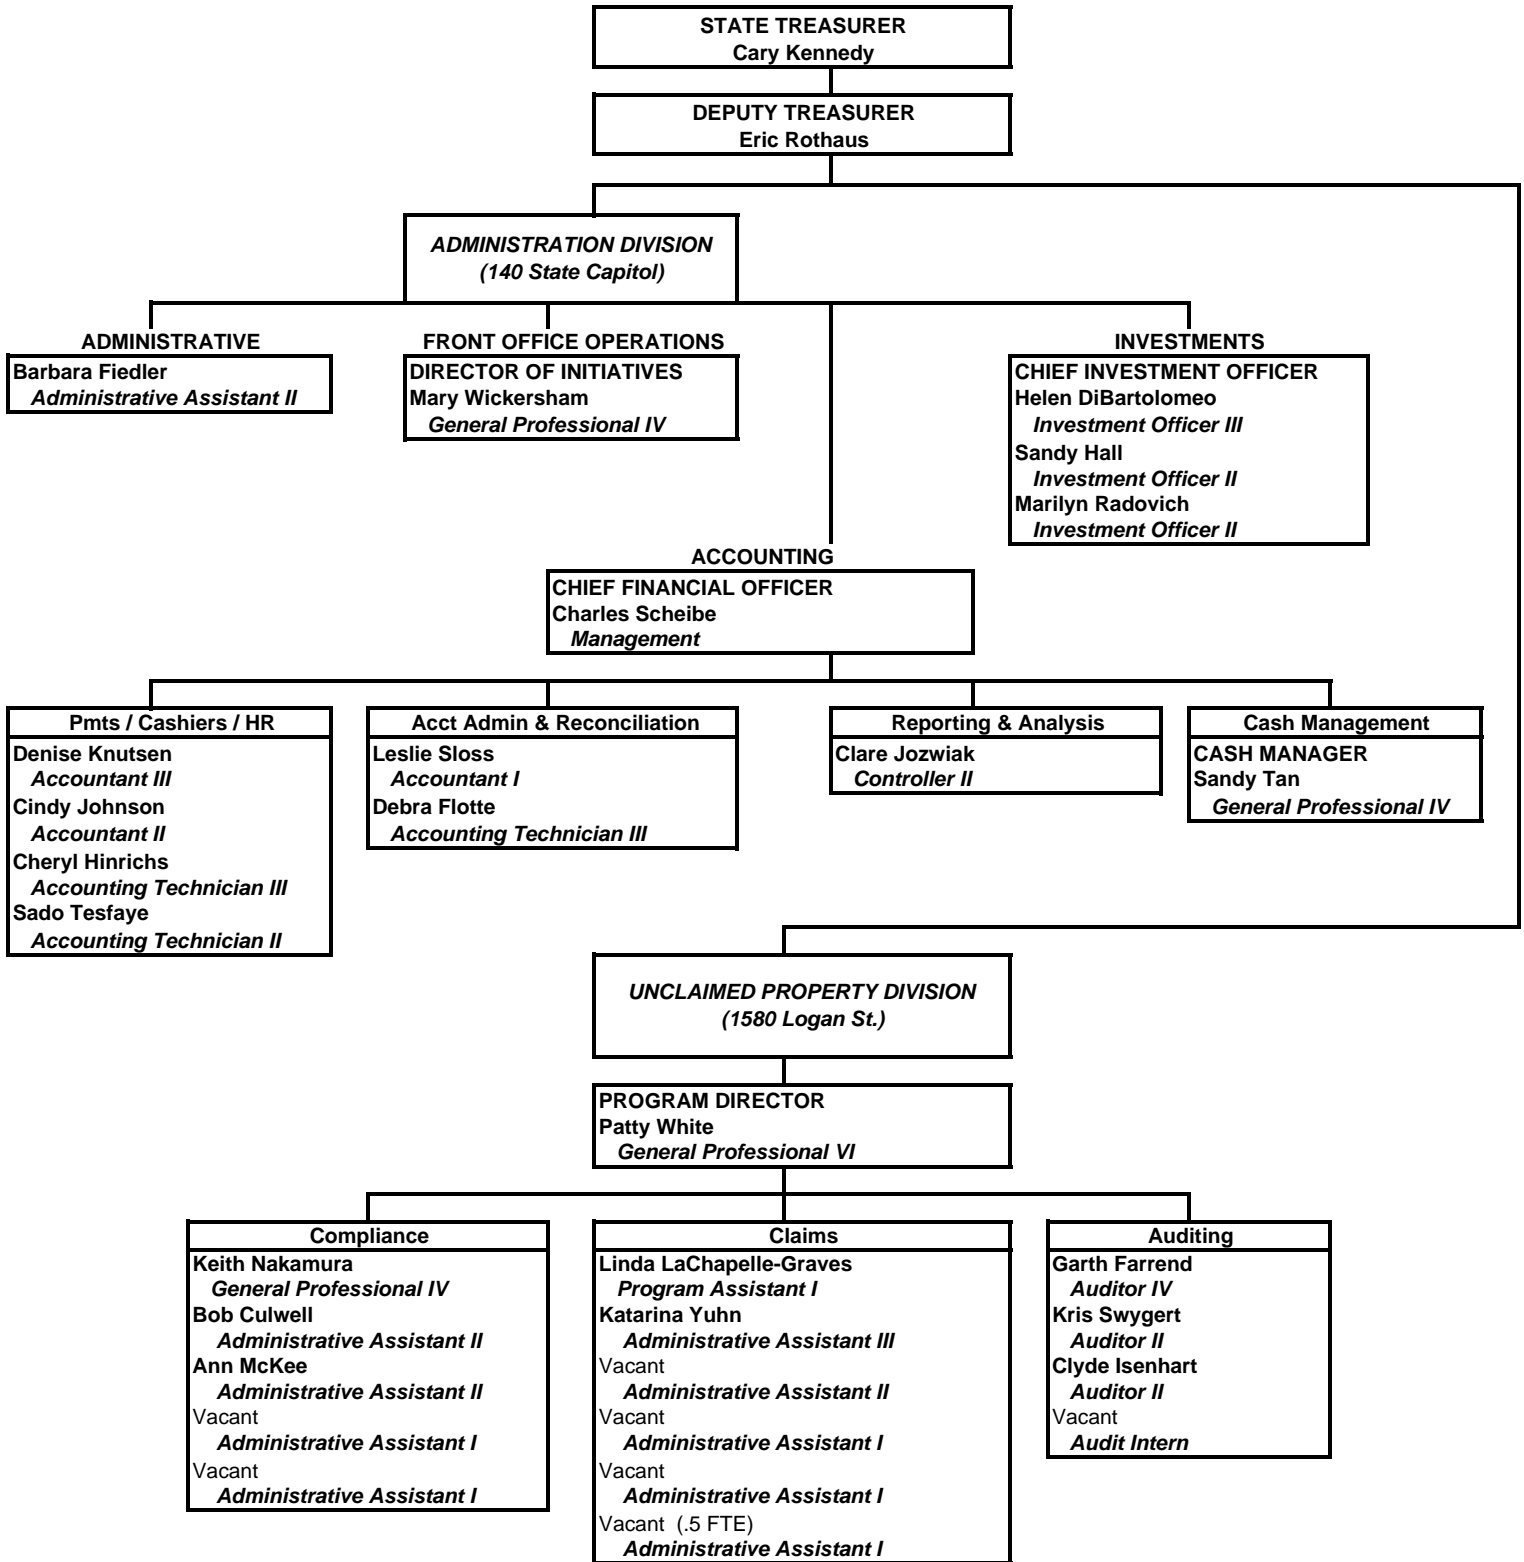 STATE TREASURER
Cary Kennedy
DEPUTY TREASURER
Eric Rothaus
ADMINISTRATION DIVISION
(140 State Capitol)
ADMINISTRATIVE
Barbara Fiedler
Administrative Assistant II
FRONT OFFICE OPERATIONS
DIRECTOR OF INITIATIVES
Mary Wickersham
General Professional IV
INVESTMENTS
CHIEF INVESTMENT OFFICER
Helen DiBartolomeo
Investment Officer III
Sandy Hall
Investment Officer II
Marilyn Radovich
Investment Officer II
ACCOUNTING
CHIEF FINANCIAL OFFICER
Charles Scheibe
Management
Pmts / Cashiers / HR
Denise Knutsen
Accountant III
Cindy Johnson
Accountant II
Cheryl Hinrichs
Accounting Technician III
Sado Tesfaye
Accounting Technician II
Acct Admin & Reconciliation
Leslie Sloss
Accountant I
Debra Flotte
Accounting Technician III
Reporting & Analysis
Clare Jozwiak
Controller II
Cash Management
CASH MANAGER
Sandy Tan
General Professional IV
UNCLAIMED PROPERTY DIVISION
(1580 Logan St.)
PROGRAM DIRECTOR
Patty White
General Professional VI
Compliance
Keith Nakamura
General Professional IV
Bob Culwell
Administrative Assistant II
Ann McKee
Administrative Assistant II
Vacant
Administrative Assistant I
Vacant
Administrative Assistant I
Claims
Linda LaChapelle-Graves
Program Assistant I
Katarina Yuhn
Administrative Assistant III
Vacant
Administrative Assistant II
Vacant
Administrative Assistant I
Vacant
Administrative Assistant I
Vacant (.5 FTE)
Administrative Assistant I
Auditing
Garth Farrend
Auditor IV
Kris Swygert
Auditor II
Clyde Isenhart
Auditor II
Vacant
Audit Intern